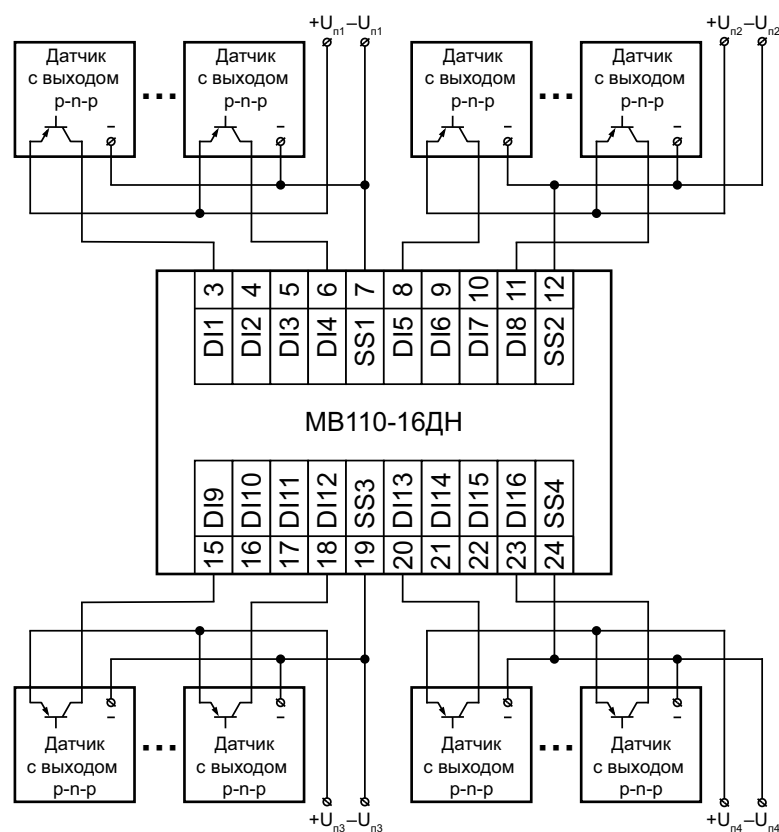 +Uп1 –Uп1
+Uп2 –Uп2
Датчик
с выходом
p-n-p
–
...
Датчик
с выходом
p-n-p
–
Датчик
с выходом
p-n-p
–
...
Датчик
с выходом
p-n-p
–
3 4 5 6 7 8 9 10 11 12
DI1 DI2 DI3 DI4 SS1 DI5 DI6 DI7 DI8 SS2
МВ110-16ДН
DI9 DI10 DI11 DI12 SS3 DI13 DI14 DI15 DI16 SS4
15 16 17 18 19 20 21 22 23 24
–
Датчик
с выходом
p-n-p
...
–
Датчик
с выходом
p-n-p
–
Датчик
с выходом
p-n-p
...
–
Датчик
с выходом
p-n-p
+Uп3 –Uп3
+Uп4 –Uп4